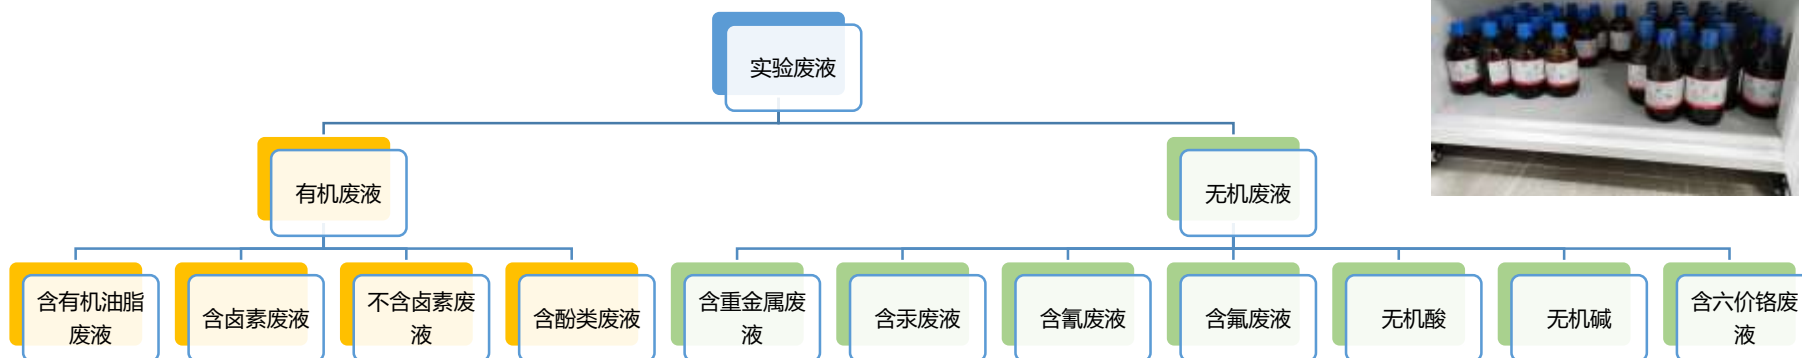 实验废液
有机废液
无机废液
含有机油脂
废液
含卤素废液
不含卤素废
液
含酚类废液
含重金属废
液
含汞废液
含氰废液
含氟废液
无机酸
无机碱
含六价铬废
液